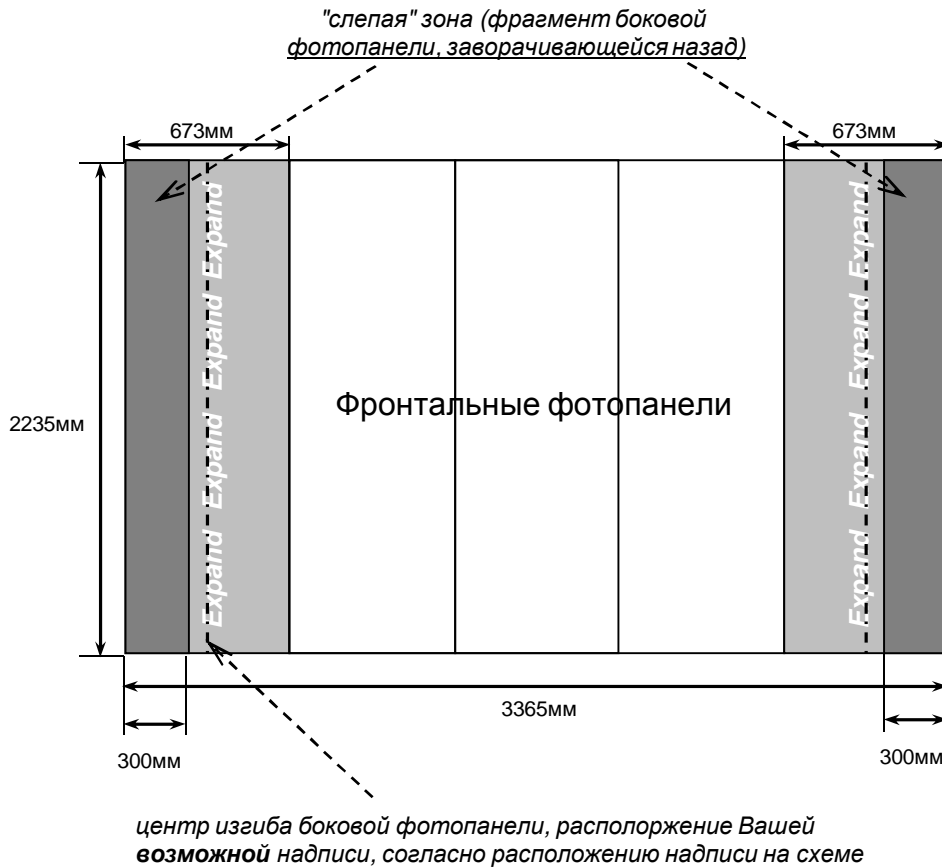 "слепая" зона (фрагмент боковой
фотопанели, заворачивающейся назад)
673мм
673мм
Expand Expand Expand Expand
Expand Expand Expand Expand
2235мм
Фронтальные фотопанели
3365мм
300мм
300мм
центр изгиба боковой фотопанели, располоржение Вашей
возможной надписи, согласно расположению надписи на схеме